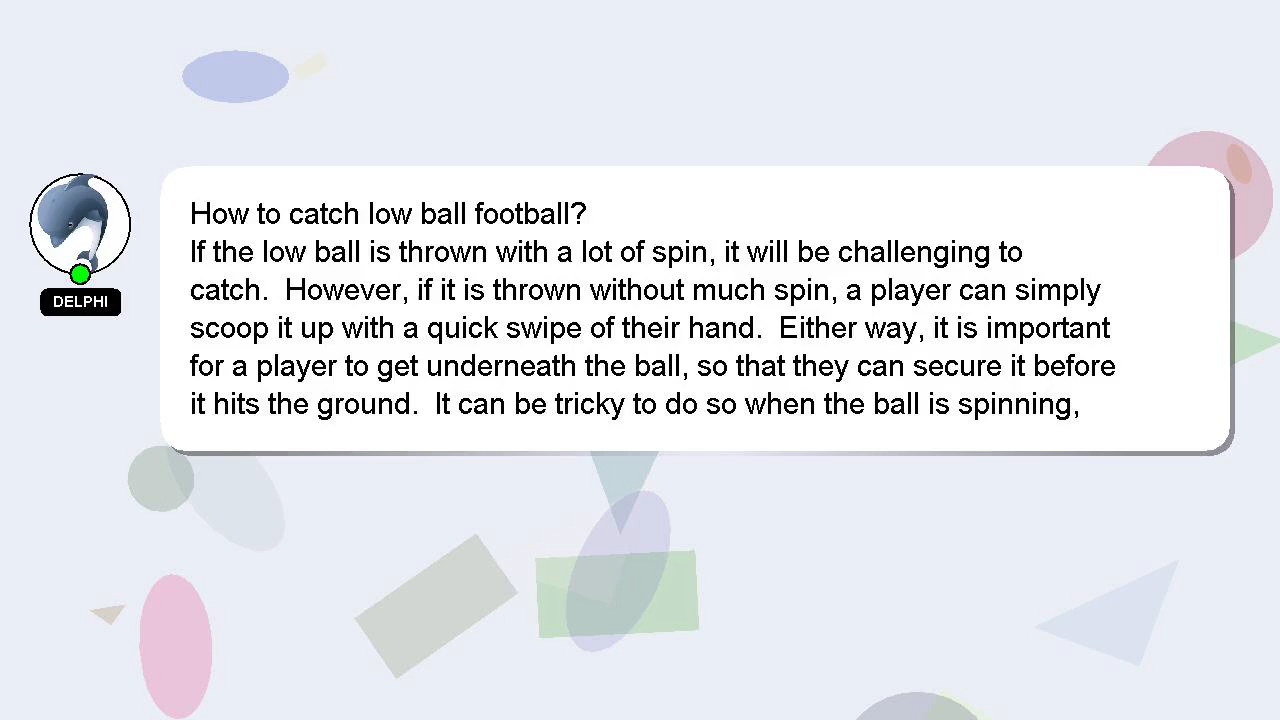 How to catch low ball football?
If the low ball is thrown with a lot of spin, it will be challenging to
catch.  However, if it is thrown without much spin, a player can simply
scoop it up with a quick swipe of their hand.  Either way, it is important
for a player to get underneath the ball, so that they can secure it before
it hits the ground.  It can be tricky to do so when the ball is spinning,
DELPHI